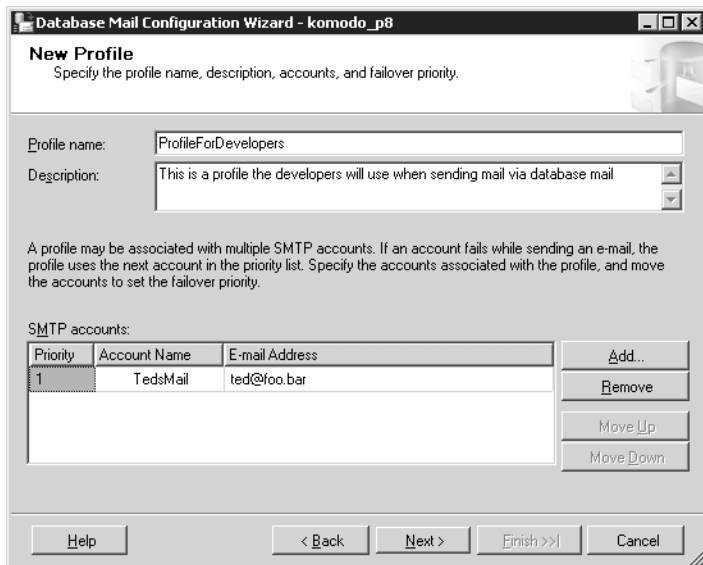 Database Mail Configuration Wizard - komodo_p8
New Profile
Specify the profile name, description, accounts, and failover priority.
Profile name:
ProfileForDevelopers
Description:
This is a profile the developers will use when sending mail via database mail
A profile may be associated with multiple SMTP accounts. If an account fails while sending an e-mail, the
profile uses the next account in the priority list. Specify the accounts associated with the profile, and move
the accounts to set the failover priority.
SMTP accounts:
Priority Account Name E-mail Address
1 TedsMail ted@foo.bar
Add...
Remove
Move Up
Move Down
Help < Back Next > Finish >>| Cancel